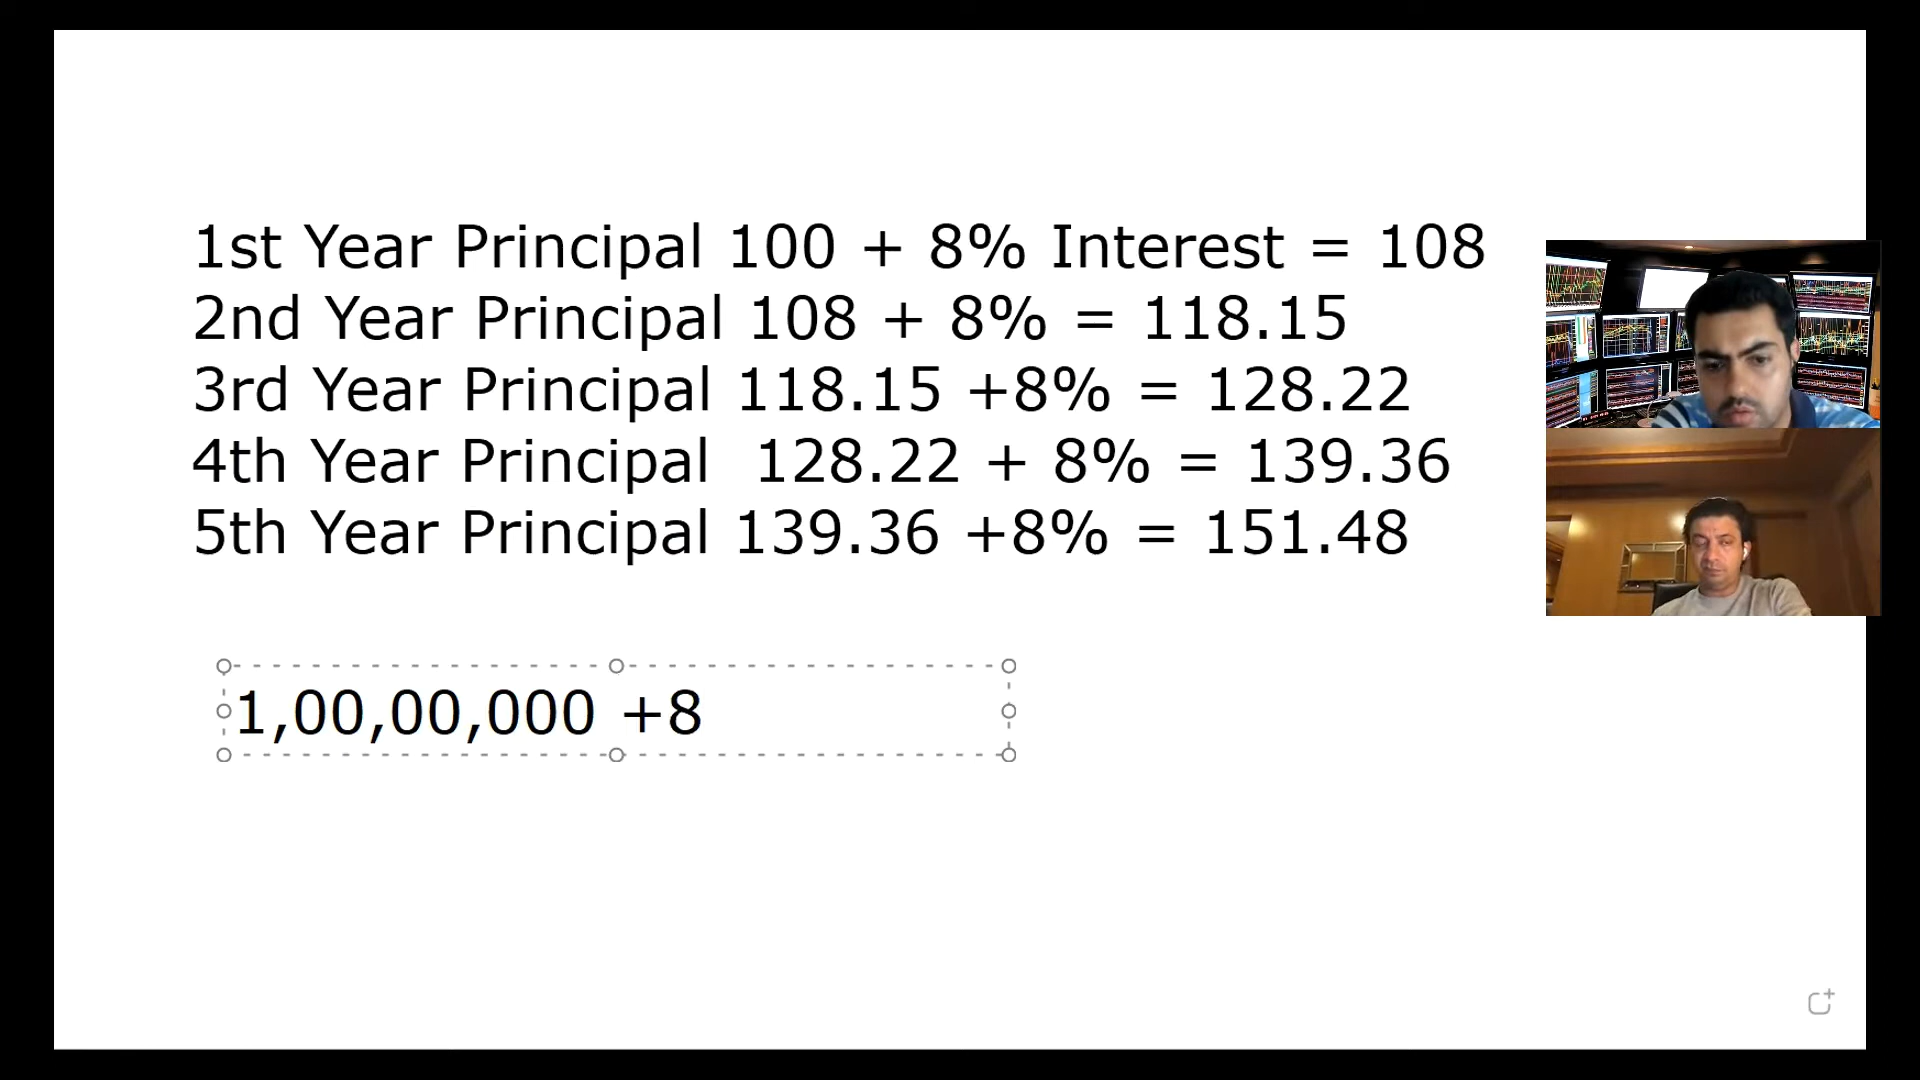 1st Year Principal 100 + 8% Interest = 108
2nd Year Principal 108 + 8% = 118.15
3rd Year Principal 118.15 +8% = 128.22
4th Year Principal  128.22 + 8% = 139.36
5th Year Principal 139.36 +8% = 151.48
1,00,00,000 +8